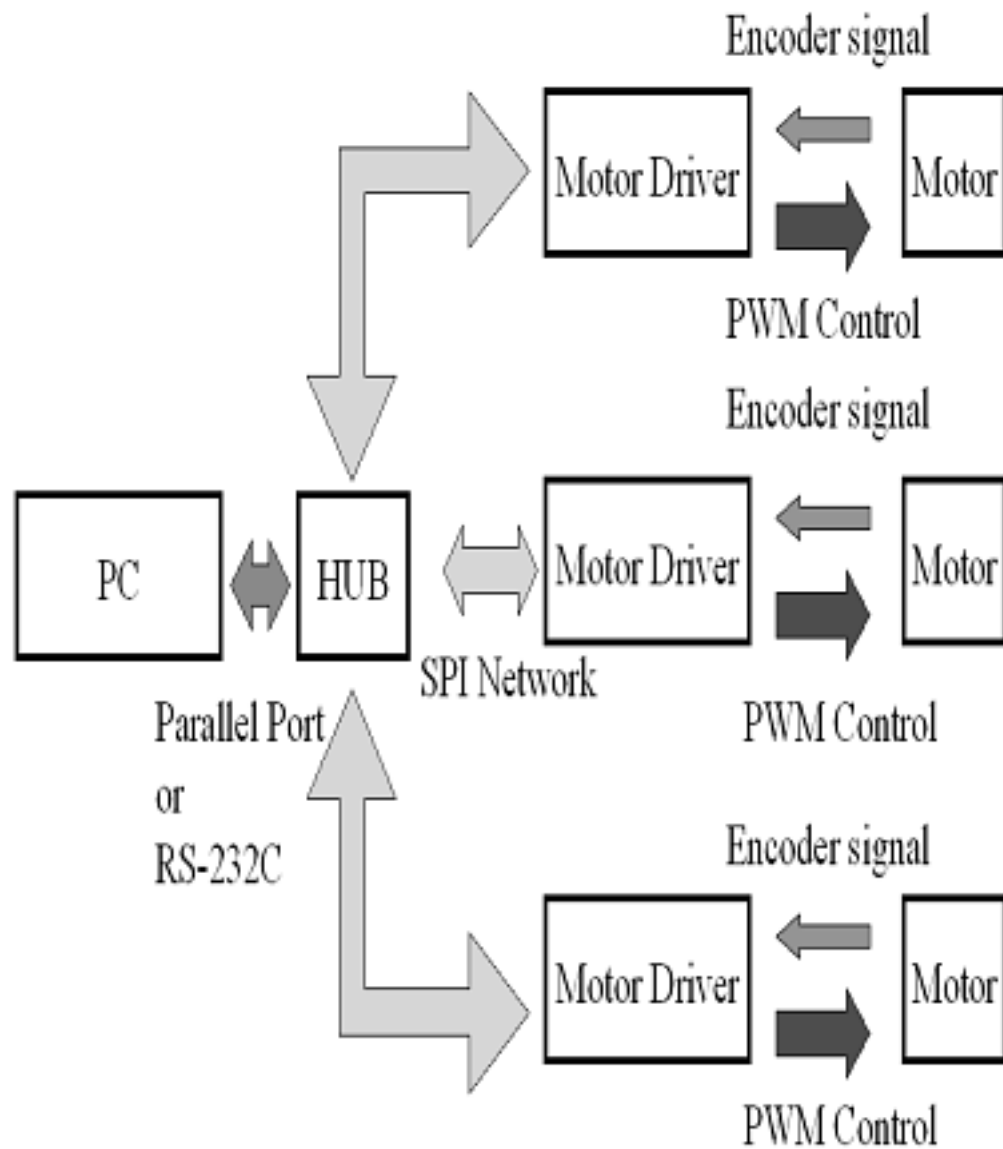 Encoder signal
Motor Driver
Motor
PWM Control
Encoder signal
PC
HUB
Motor Driver
Motor
SPI Network
Parallel Port
or
RS-232C
PWM Control
Encoder signal
Motor Driver
Motor
PWM Control